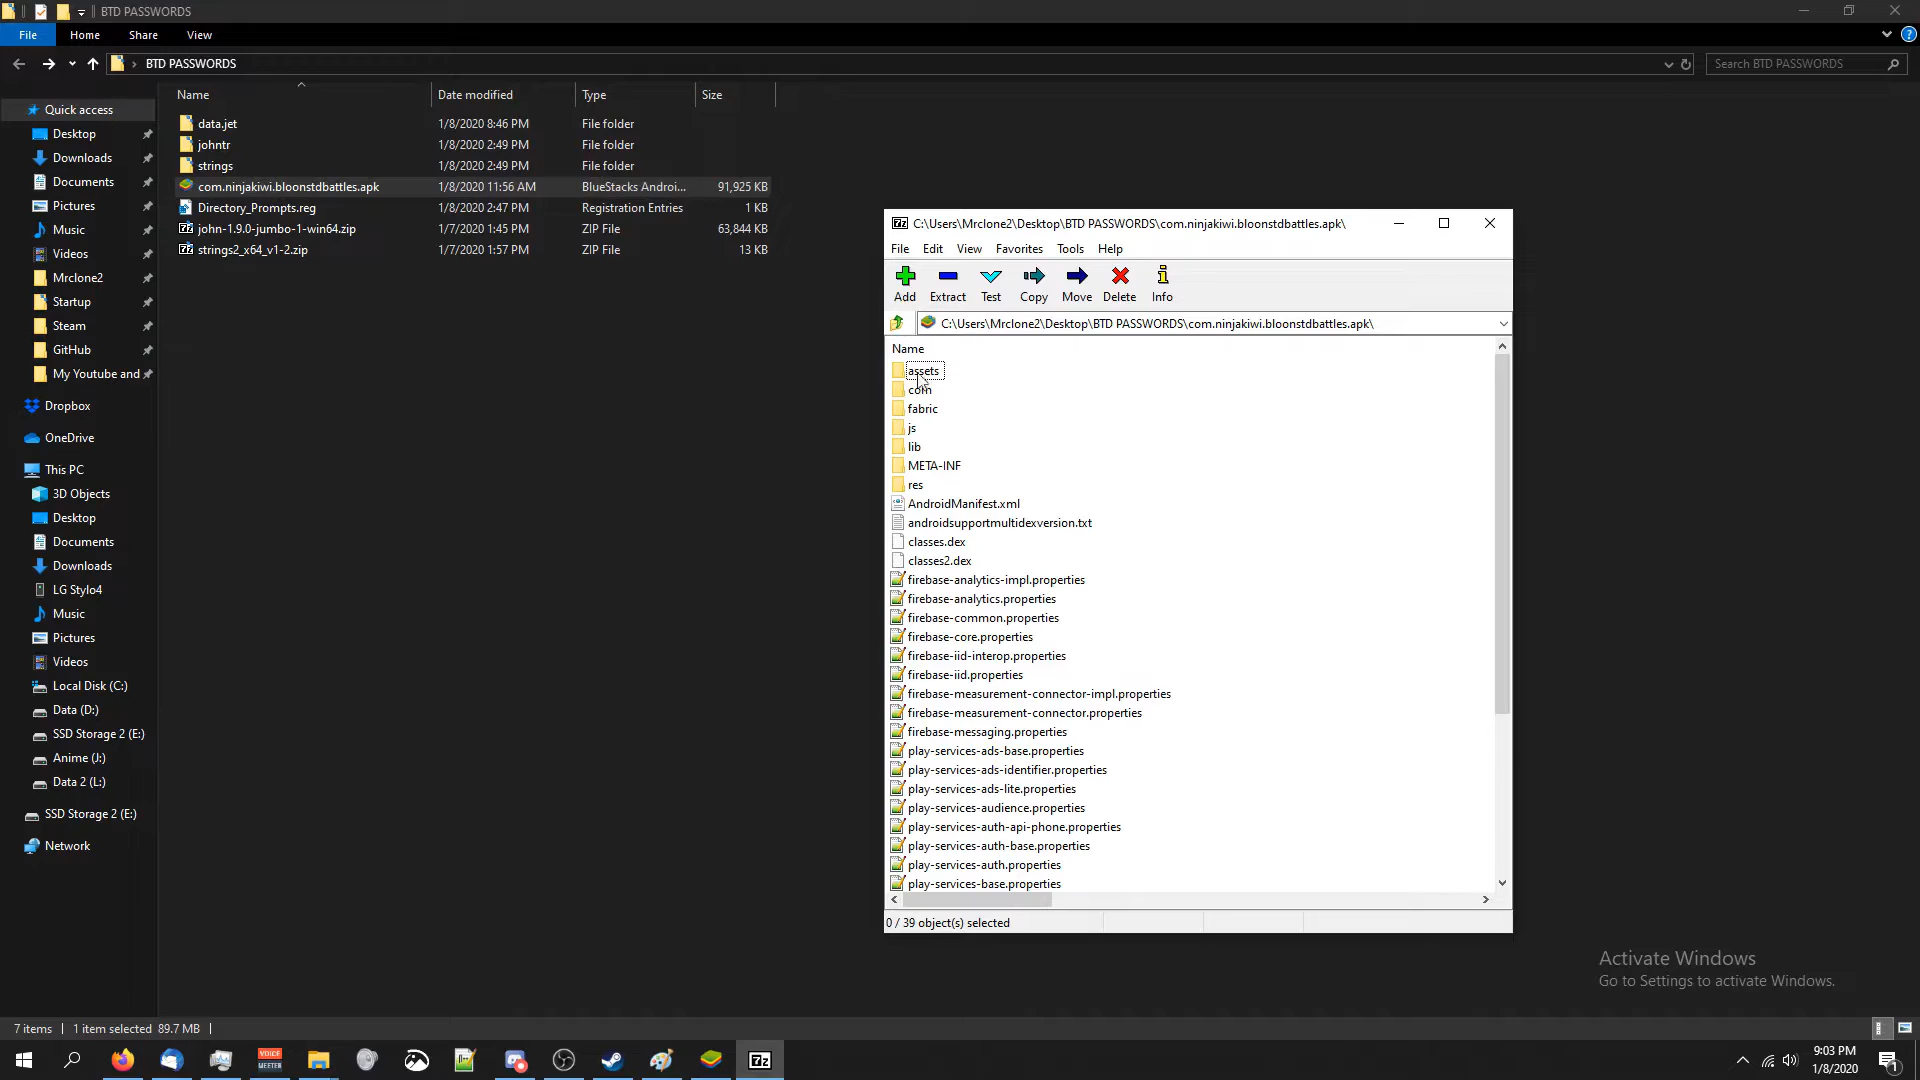 BTD PASSWORDS
File Home Share View
BTD PASSWORDS
Search BTD PASSWORDS
Name Date modified Type Size
data.jet 1/8/2020 8:46 PM File folder
johntr 1/8/2020 2:49 PM File folder
strings 1/8/2020 2:49 PM File folder
com.ninjakiwi.bloonstdbattles.apk 1/8/2020 11:56 AM BlueStacks Androi... 91,925 KB
Directory_Prompts.reg 1/8/2020 2:47 PM Registration Entries 1 KB
john-1.9.0-jumbo-1-win64.zip 1/7/2020 1:45 PM ZIP File 63,844 KB
strings2_x64_v1-2.zip 1/7/2020 1:57 PM ZIP File 13 KB
Quick access
Desktop
Downloads
Documents
Pictures
Music
Videos
Mrclone2
Startup
Steam
GitHub
My Youtube and
Dropbox
OneDrive
This PC
3D Objects
Desktop
Documents
Downloads
LG Stylo4
Music
Pictures
Videos
Local Disk (C:)
Data (D:)
SSD Storage 2 (E:)
Anime (J:)
Data 2 (L:)
SSD Storage 2 (E:)
Network
7z C:\Users\Mrclone2\Desktop\BTD PASSWORDS\com.ninjakiwi.bloonstdbattles.apk\
File Edit View Favorites Tools Help
Add Extract Test Copy Move Delete Info
C:\Users\Mrclone2\Desktop\BTD PASSWORDS\com.ninjakiwi.bloonstdbattles.apk\
Name
assets
com
fabric
js
lib
META-INF
res
AndroidManifest.xml
androidsupportmultidexversion.txt
classes.dex
classes2.dex
firebase-analytics-impl.properties
firebase-analytics.properties
firebase-common.properties
firebase-core.properties
firebase-iid-interop.properties
firebase-iid.properties
firebase-measurement-connector-impl.properties
firebase-measurement-connector.properties
firebase-messaging.properties
play-services-ads-base.properties
play-services-ads-identifier.properties
play-services-ads-lite.properties
play-services-audience.properties
play-services-auth-api-phone.properties
play-services-auth-base.properties
play-services-auth.properties
play-services-base.properties
0 / 39 object(s) selected
Activate Windows
Go to Settings to activate Windows.
7 items 1 item selected 89.7 MB
VOICE MEETER
7z
9:03 PM
1/8/2020
1